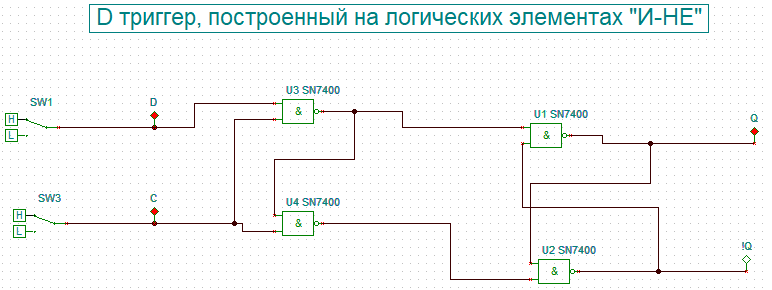 D триггер, построенный на логических элементах "И-НЕ"
U3 SN7400
SW1
D
H
L
&
U1 SN7400
Q
&
SW3
C
U4 SN7400
H
L
&
U2 SN7400
!Q
&